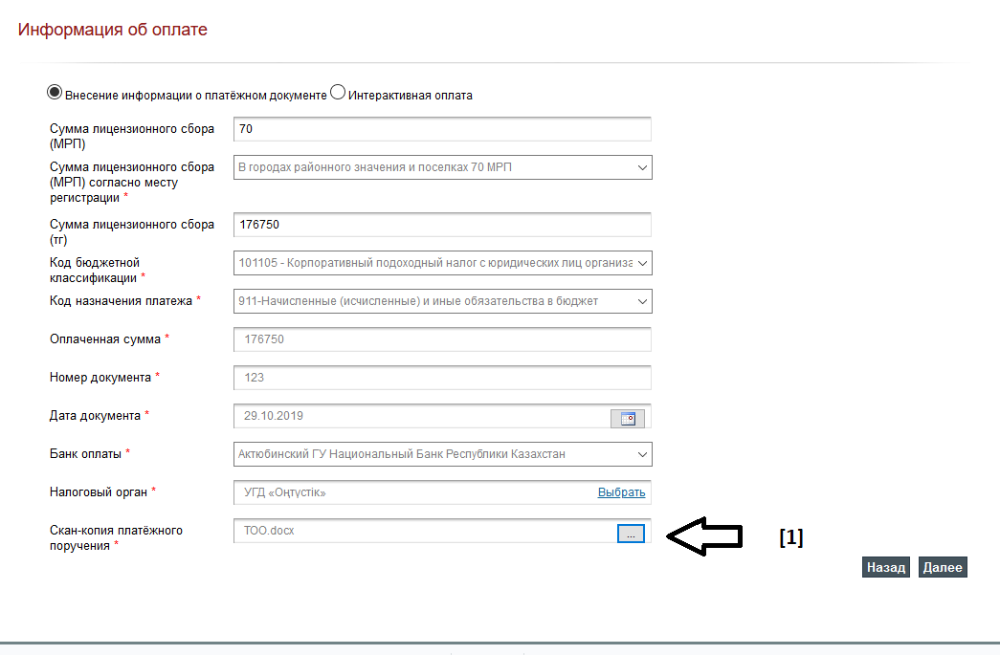 Информация об оплате
Внесение информации о платёжном документе Интерактивная оплата
Сумма лицензионного сбора (МРП) 70
Сумма лицензионного сбора (МРП) согласно месту регистрации * В городах районного значения и поселках 70 МРП
Сумма лицензионного сбора (тг) 176750
Код бюджетной классификации * 101105 - Корпоративный подоходный налог с юридических лиц организа
Код назначения платежа * 911-Начисленные (исчисленные) и иные обязательства в бюджет
Оплаченная сумма * 176750
Номер документа * 123
Дата документа * 29.10.2019
Банк оплаты * Актюбинский ГУ Национальный Банк Республики Казахстан
Налоговый орган * УГД «Оңтүстік» Выбрать
Скан-копия платёжного поручения * ТОО.docx ...
[1]
Назад Далее